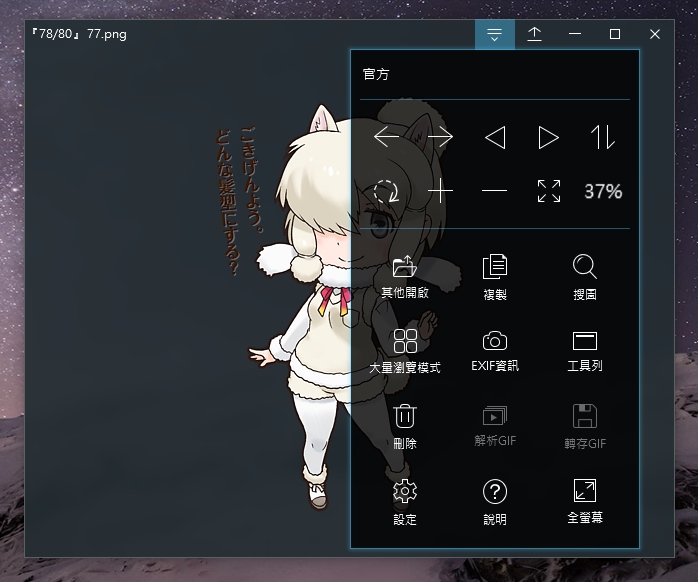 『78/80』 77.png
官方
37%
ごきげんよう。
どんな髪型にする？
其他開啟
複製
搜圖
大量瀏覽模式
EXIF資訊
工具列
刪除
解析GIF
轉存GIF
設定
說明
全螢幕